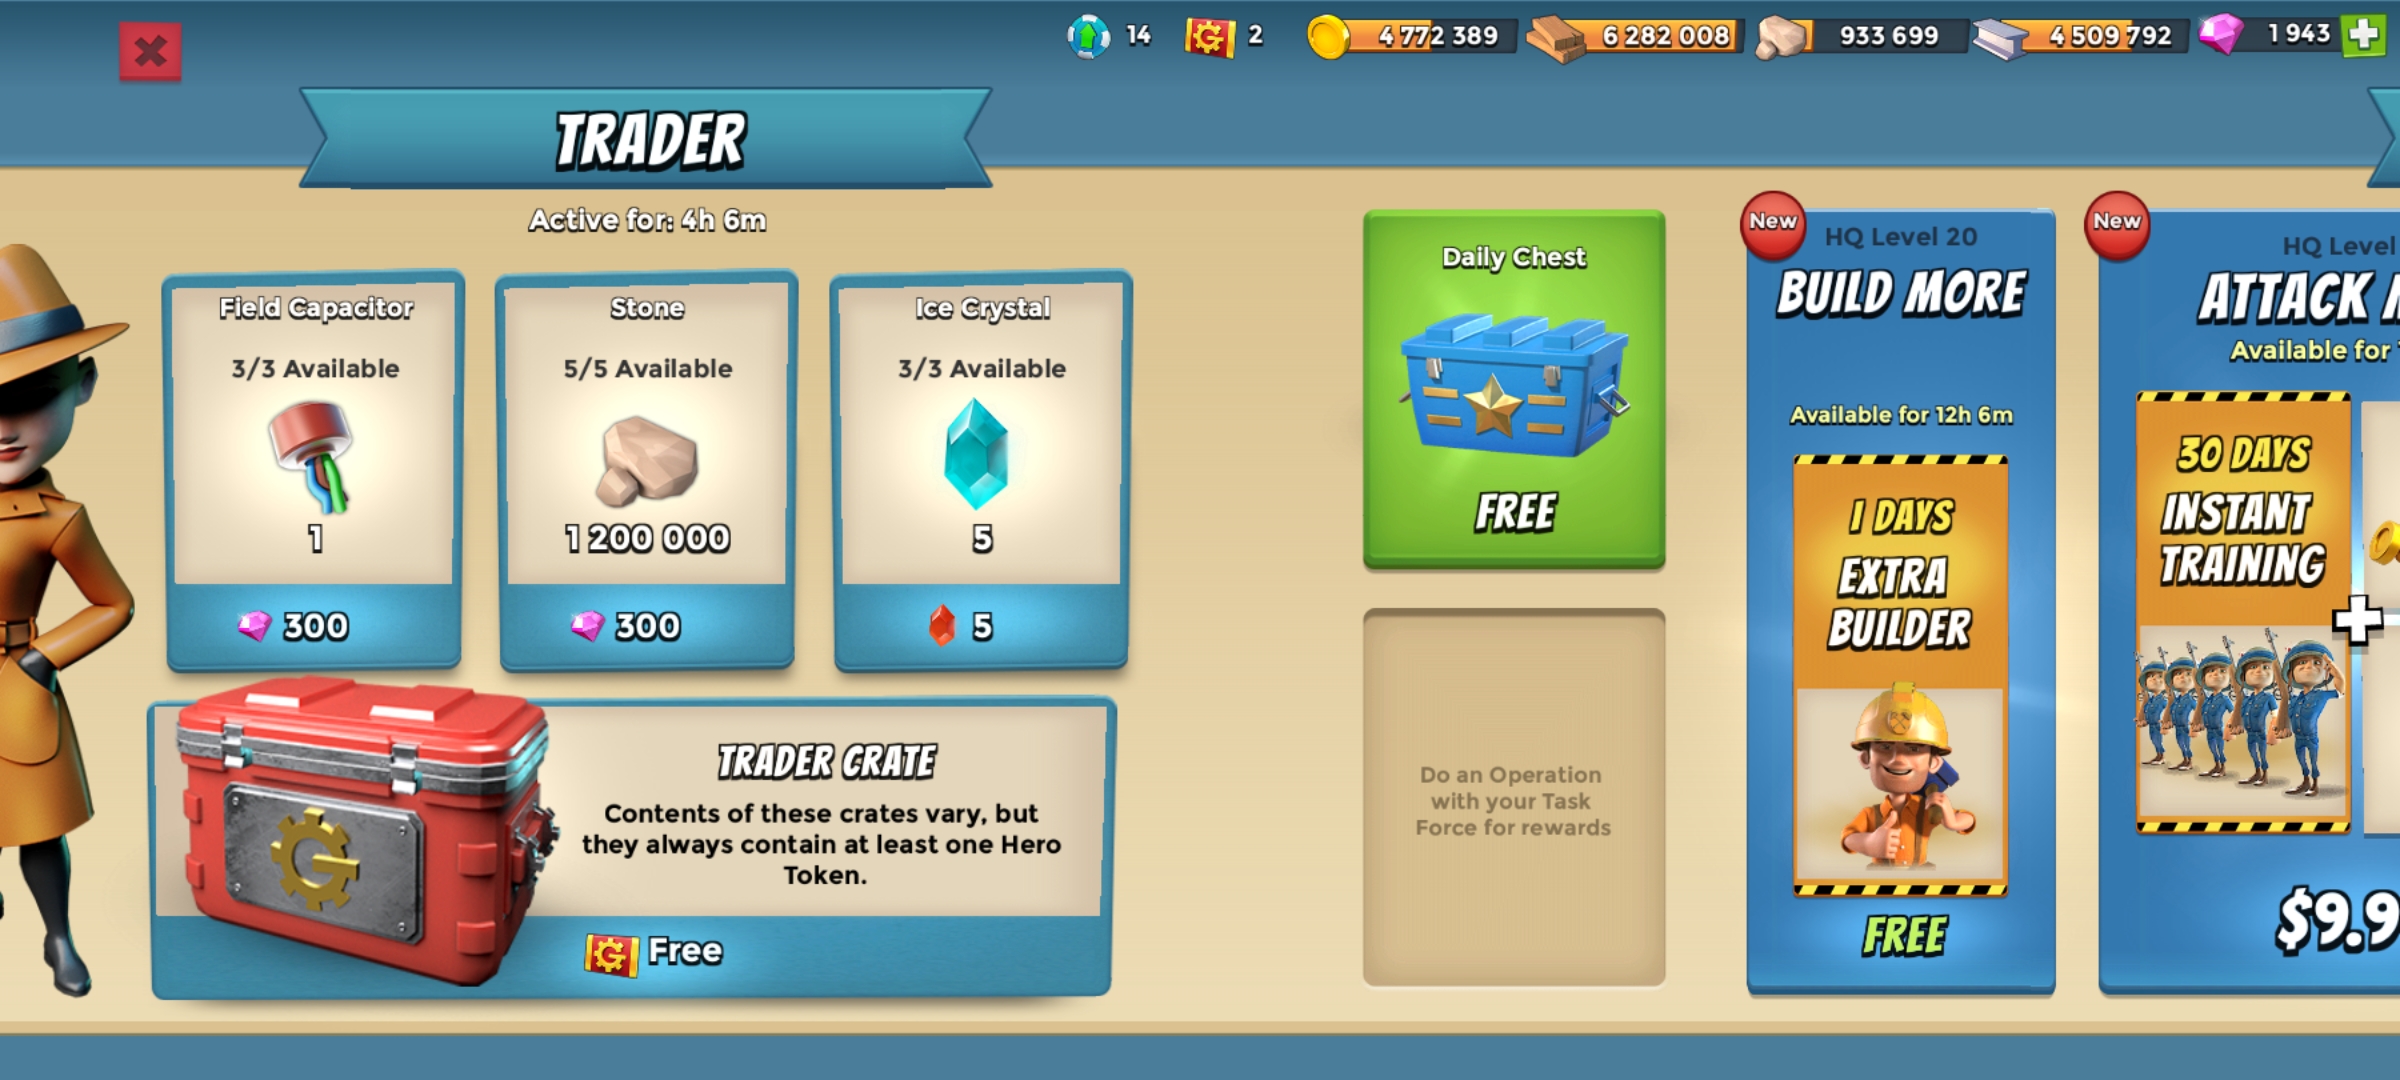 14
2
4 772 389
6 282 008
933 699
4 509 792
1 943
TRADER
Active for: 4h 6m
Field Capacitor
3/3 Available
1
300
Stone
5/5 Available
1 200 000
300
Ice Crystal
3/3 Available
5
5
TRADER CRATE
Contents of these crates vary, but
they always contain at least one Hero
Token.
Free
Daily Chest
FREE
Do an Operation
with your Task
Force for rewards
New
HQ Level 20
BUILD MORE
Available for 12h 6m
1 DAYS
EXTRA
BUILDER
FREE
New
HQ Level
ATTACK
Available for
30 DAYS
INSTANT
TRAINING
$9.9